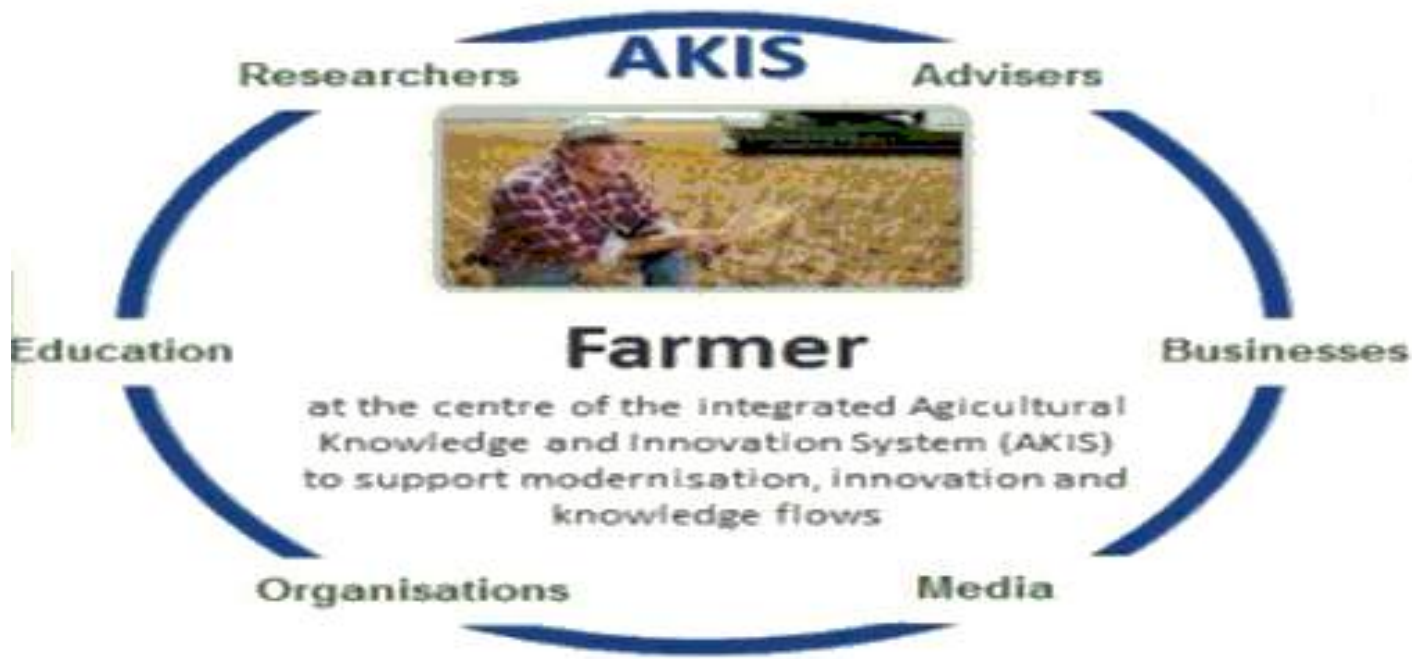 AKIS
Researchers
Advisers
Education
Farmer
Businesses
at the centre of the integrated Agicultural
Knowledge and Innovation System (AKIS)
to support modernisation, innovation and
knowledge flows
Organisations
Media